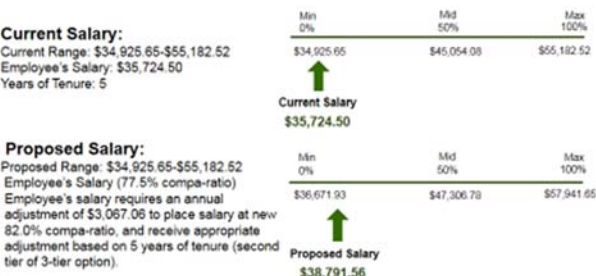 Current Salary:
Current Range: $34,925.65-$55,182.52
Employee's Salary: $35,724.50
Years of Tenure: 5
Min Mid Max
0% 50% 100%
$34,925.65 $45,054.08 $55,182.52
Current Salary
$35,724.50
Proposed Salary:
Proposed Range: $34,925.65-$55,182.52
Employee's Salary (77.5% compa-ratio)
Employee's salary requires an annual
adjustment of $3,067.06 to place salary at new
82.0% compa-ratio, and receive appropriate
adjustment based on 5 years of tenure (second
tier of 3-tier option).
Min Mid Max
0% 50% 100%
$36,671.93 $47,306.78 $57,941.65
Proposed Salary
$38,791.56